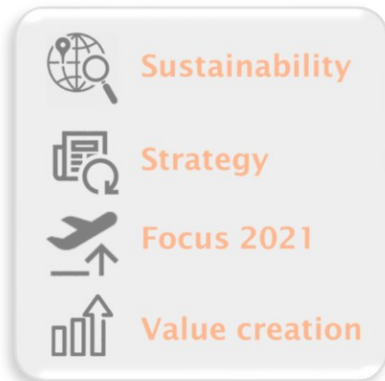 Sustainability
Strategy
Focus 2021
Value creation